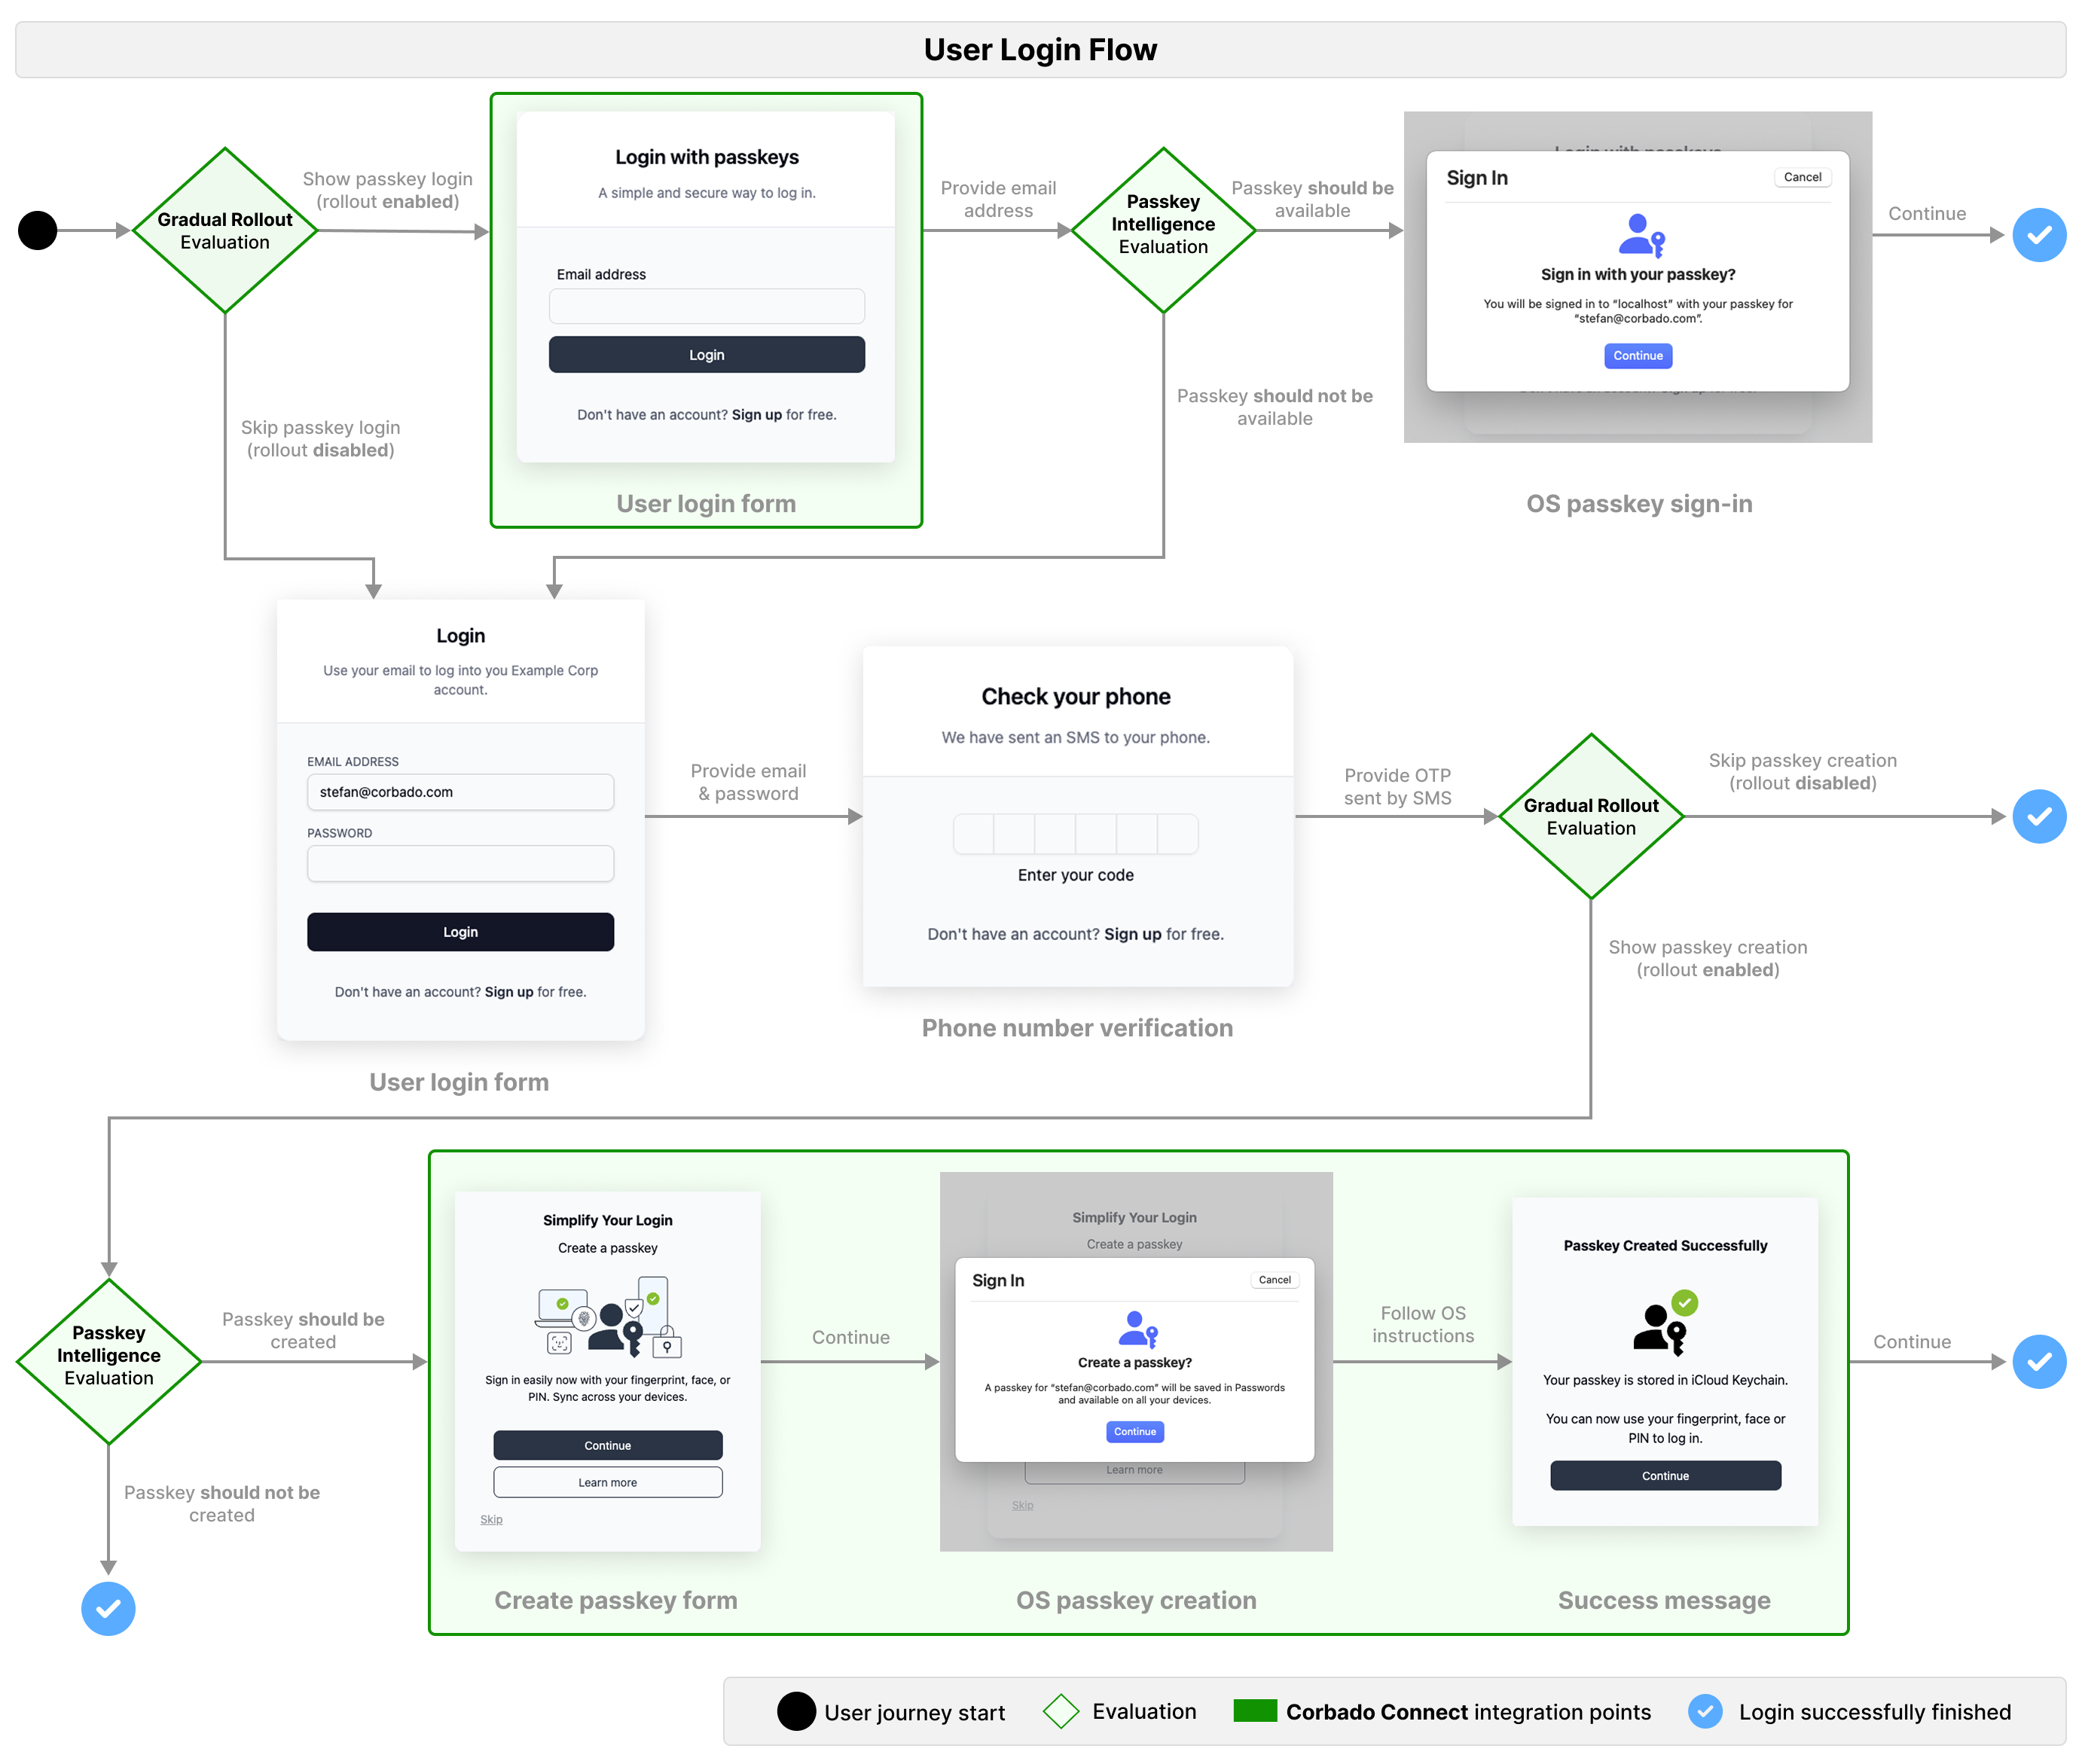 User Login Flow
Gradual Rollout
Evaluation
Show passkey login
(rollout enabled)
Skip passkey login
(rollout disabled)
Login with passkeys
A simple and secure way to log in.
Email address
Login
Don't have an account? Sign up for free.
User login form
Provide email
address
Passkey
Intelligence
Evaluation
Passkey should be
available
Passkey should not be
available
Login with passkeys
Sign In
Cancel
Sign in with your passkey?
You will be signed in to “localhost” with your passkey for
“stefan@corbado.com”.
Continue
OS passkey sign-in
Continue
Login
Use your email to log into you Example Corp
account.
EMAIL ADDRESS
stefan@corbado.com
PASSWORD
Login
Don't have an account? Sign up for free.
User login form
Provide email
& password
Check your phone
We have sent an SMS to your phone.
Enter your code
Don't have an account? Sign up for free.
Phone number verification
Provide OTP
sent by SMS
Gradual Rollout
Evaluation
Skip passkey creation
(rollout disabled)
Show passkey creation
(rollout enabled)
Passkey
Intelligence
Evaluation
Passkey should be
created
Passkey should not be
created
Simplify Your Login
Create a passkey
Sign in easily now with your fingerprint, face, or
PIN. Sync across your devices.
Continue
Learn more
Skip
Create passkey form
Continue
Simplify Your Login
Create a passkey
Sign In
Cancel
Create a passkey?
A passkey for “stefan@corbado.com” will be saved in Passwords
and available on all your devices.
Continue
Learn more
Skip
OS passkey creation
Follow OS
instructions
Passkey Created Successfully
Your passkey is stored in iCloud Keychain.
You can now use your fingerprint, face or
PIN to log in.
Continue
Success message
Continue
User journey start
Evaluation
Corbado Connect integration points
Login successfully finished